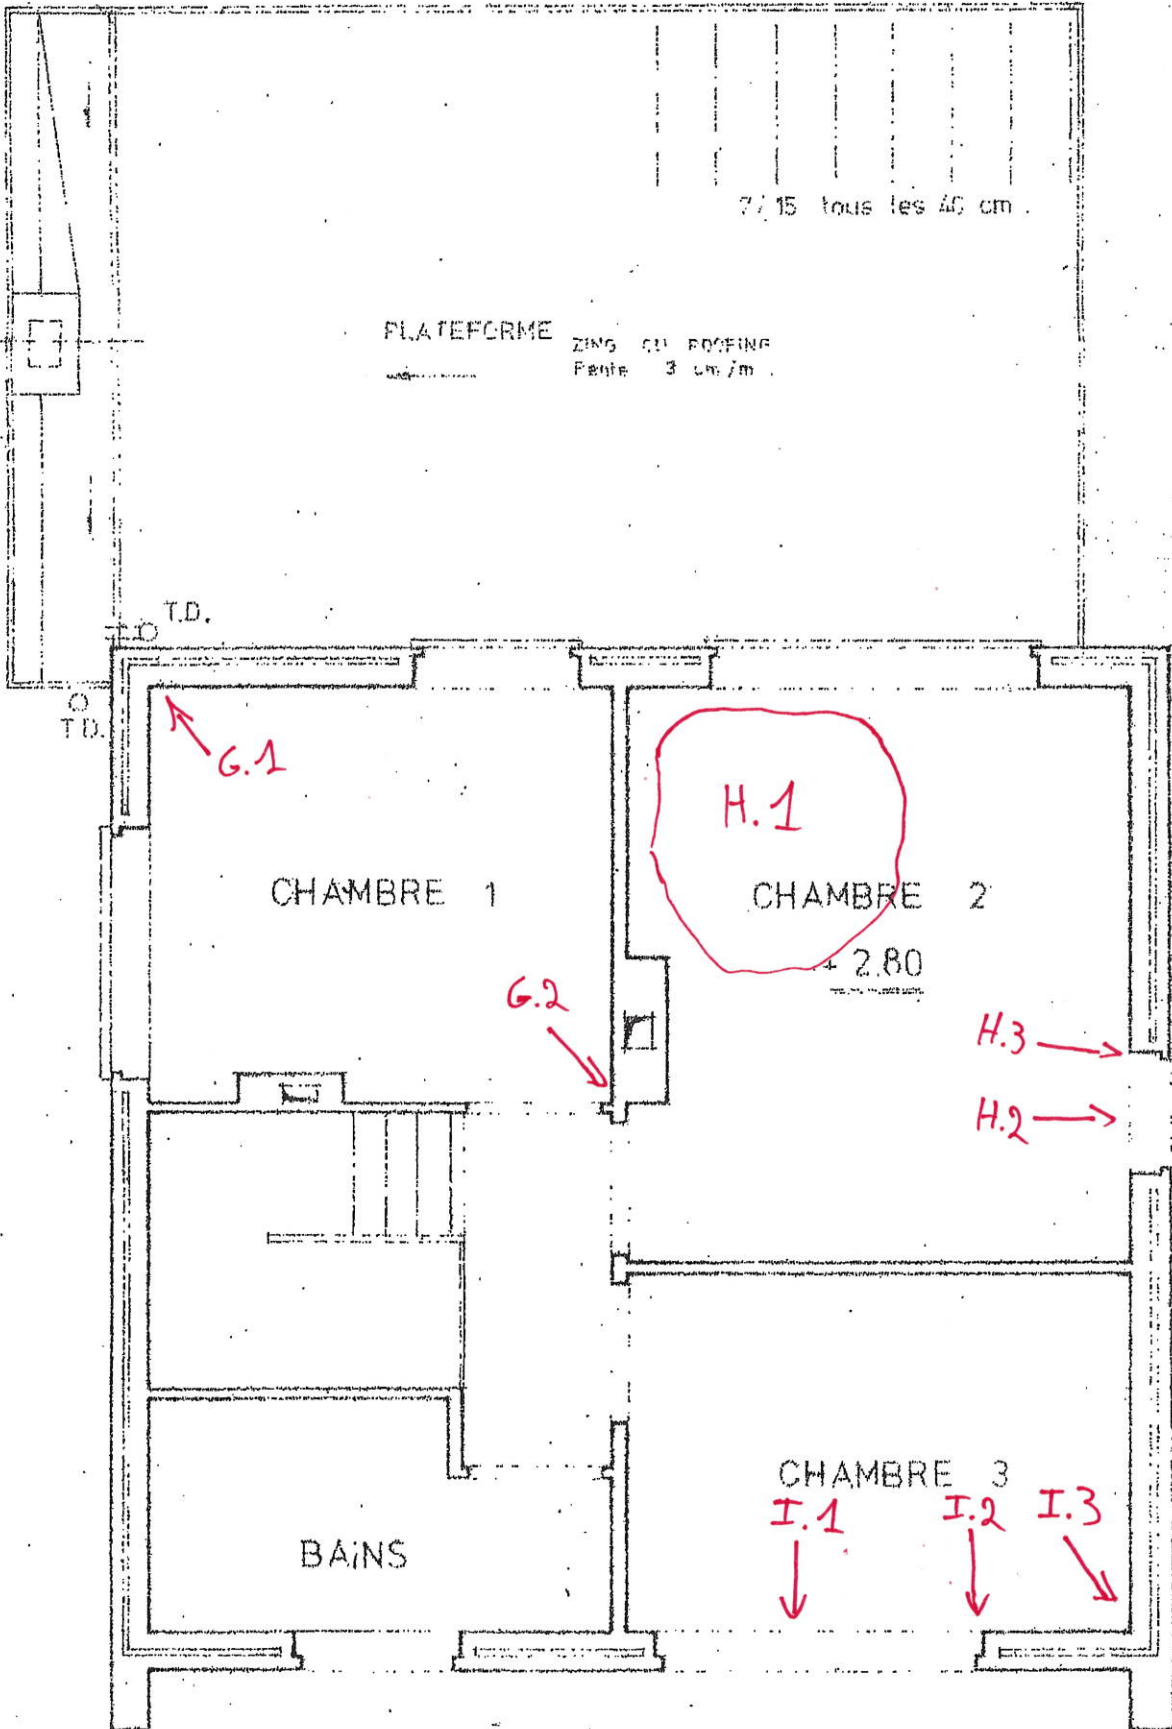 7/15 tous les 40 cm.
PLATEFORME
ZING OU ROOFING
Pente 3 cm/m.
T.D.
T.D.
G.1
H.1
CHAMBRE 1
CHAMBRE 2
+ 2.80
G.2
H.3
H.2
CHAMBRE 3
I.1
I.2
I.3
BAiNS